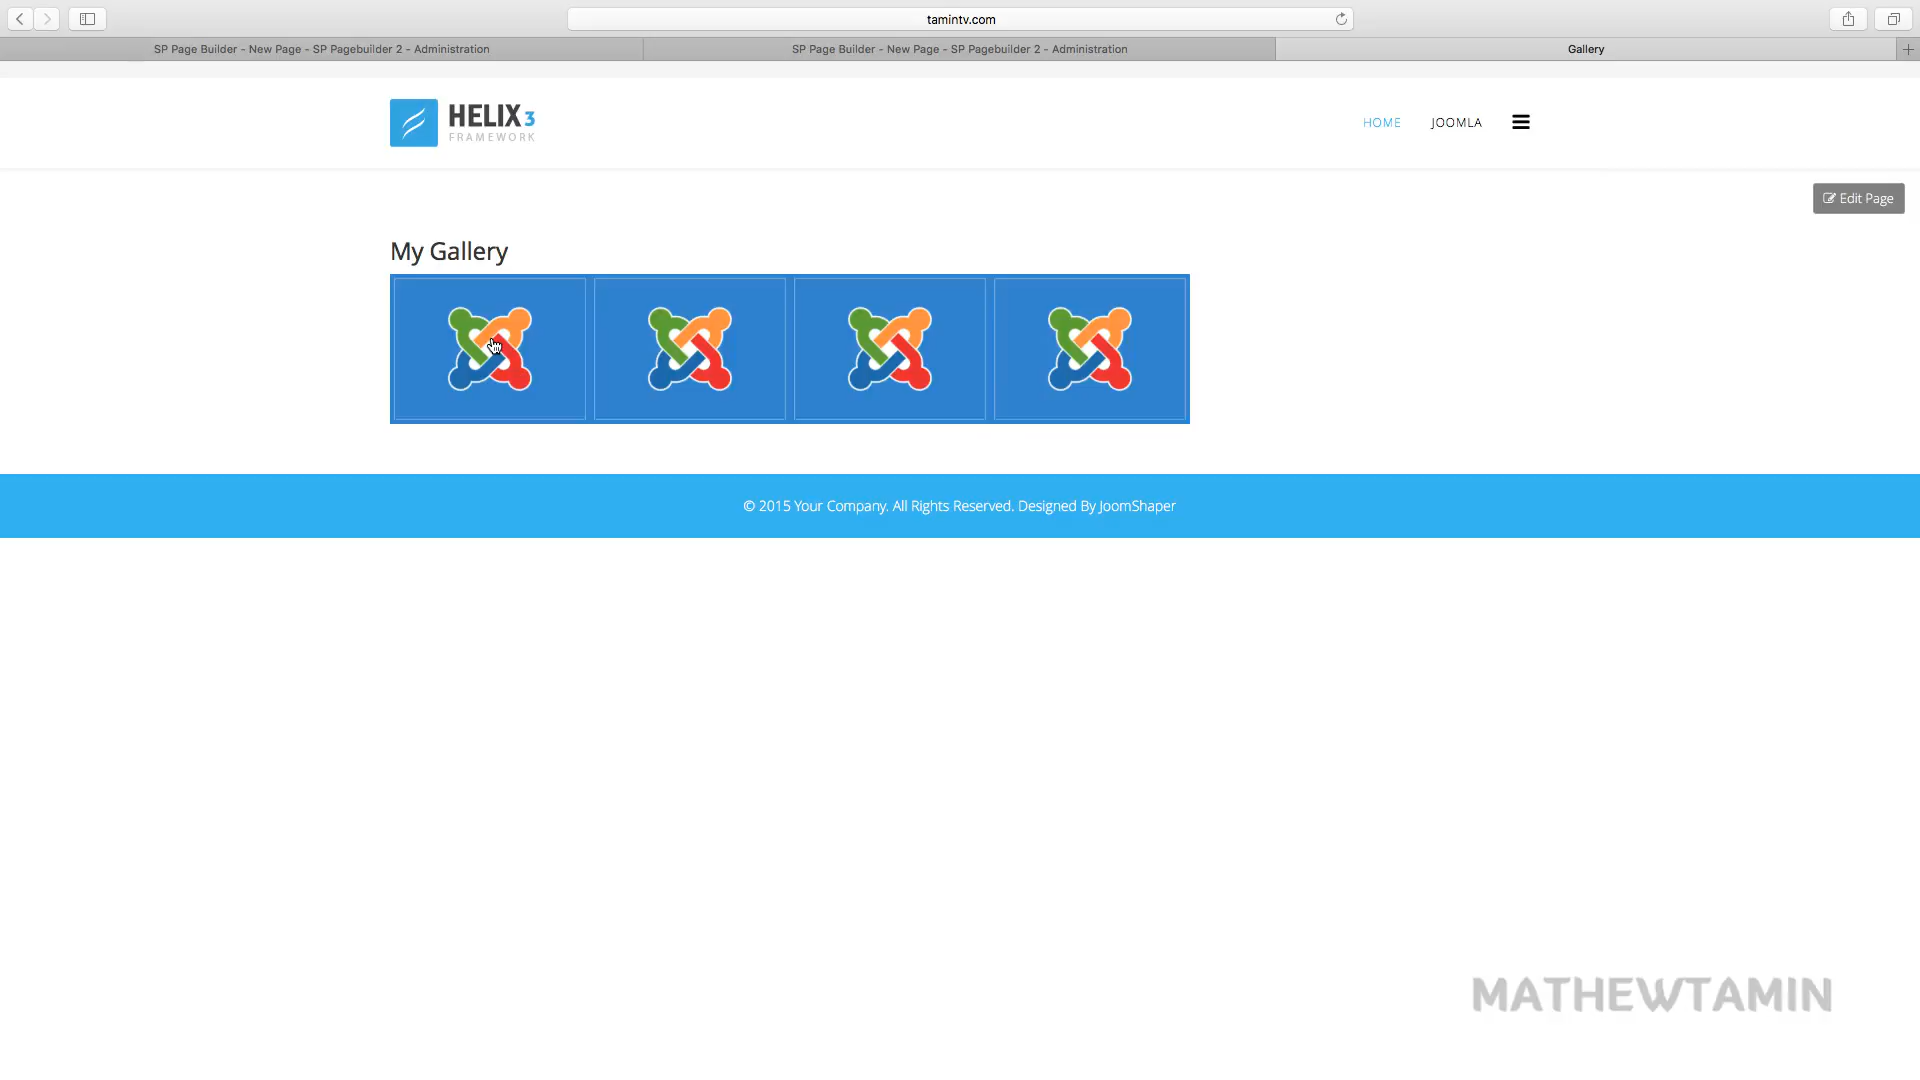 tamintv.com
SP Page Builder - New Page - SP Pagebuilder 2 - Administration
SP Page Builder - New Page - SP Pagebuilder 2 - Administration
Gallery
HELIX 3
FRAMEWORK
HOME
JOOMLA
Edit Page
My Gallery
© 2015 Your Company. All Rights Reserved. Designed By JoomShaper
MATHEWTAMIN